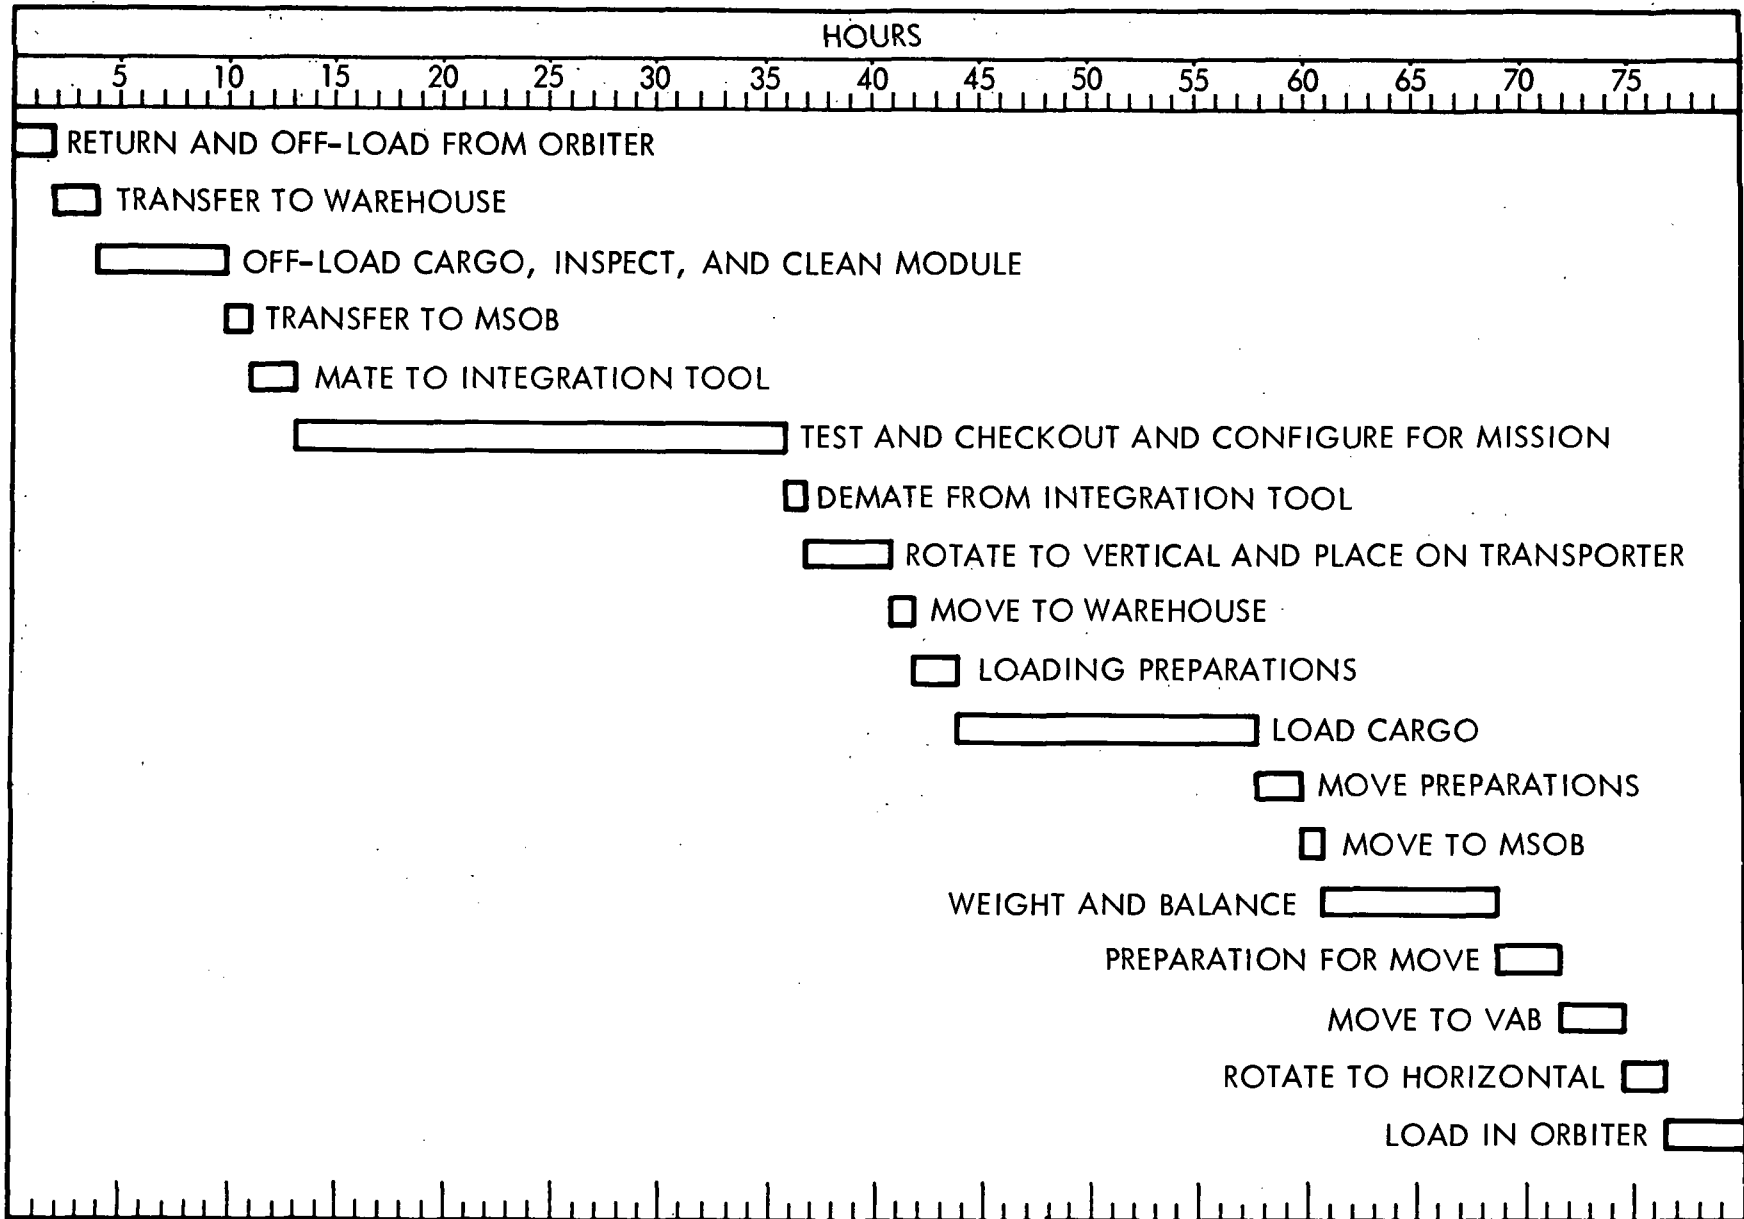 HOURS
5 10 15 20 25 30 35 40 45 50 55 60 65 70 75
RETURN AND OFF-LOAD FROM ORBITER
TRANSFER TO WAREHOUSE
OFF-LOAD CARGO, INSPECT, AND CLEAN MODULE
TRANSFER TO MSOB
MATE TO INTEGRATION TOOL
TEST AND CHECKOUT AND CONFIGURE FOR MISSION
DEMATE FROM INTEGRATION TOOL
ROTATE TO VERTICAL AND PLACE ON TRANSPORTER
MOVE TO WAREHOUSE
LOADING PREPARATIONS
LOAD CARGO
MOVE PREPARATIONS
MOVE TO MSOB
WEIGHT AND BALANCE
PREPARATION FOR MOVE
MOVE TO VAB
ROTATE TO HORIZONTAL
LOAD IN ORBITER